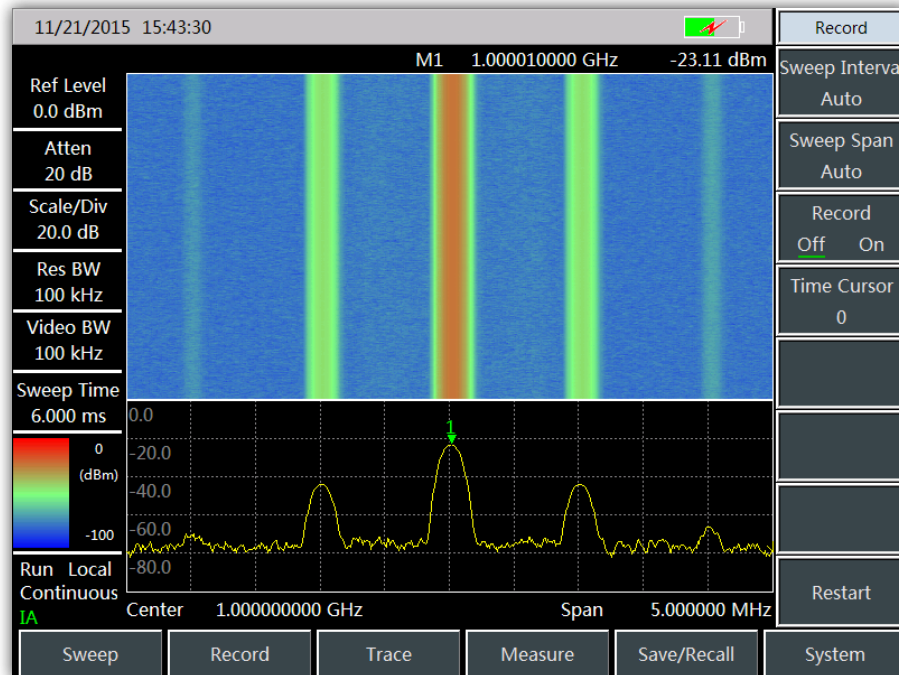 11/21/2015 15:43:30
Record
M1 1.000010000 GHz -23.11 dBm
Ref Level
0.0 dBm
Atten
20 dB
Scale/Div
20.0 dB
Res BW
100 kHz
Video BW
100 kHz
Sweep Time
6.000 ms
0
(dBm)
-100
Run Local
Continuous
IA
0.0
-20.0
-40.0
-60.0
-80.0
1
Center 1.000000000 GHz Span 5.000000 MHz
Sweep Interva
Auto
Sweep Span
Auto
Record
Off On
Time Cursor
0
Restart
Sweep Record Trace Measure Save/Recall System